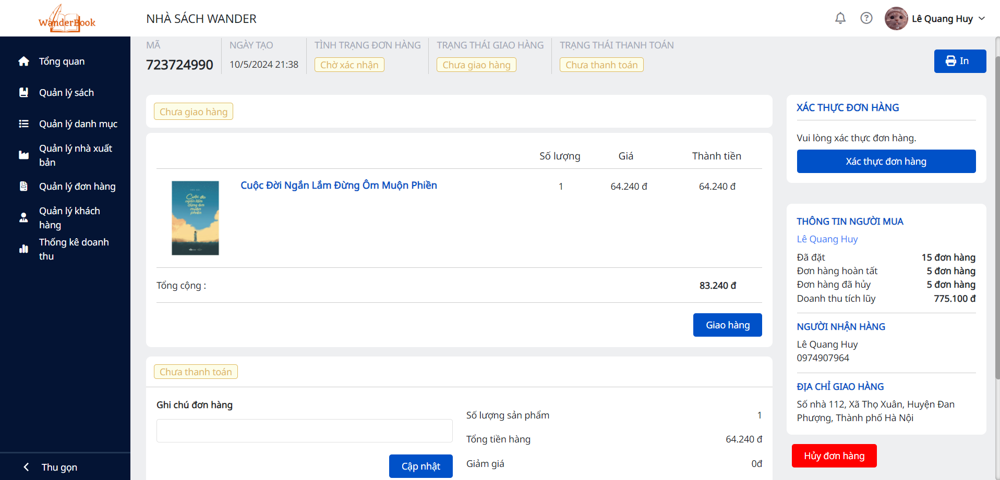 WanderBook
NHÀ SÁCH WANDER
Lê Quang Huy
Tổng quan
Quản lý sách
Quản lý danh mục
Quản lý nhà xuất
bản
Quản lý đơn hàng
Quản lý khách
hàng
Thống kê doanh
thu
Thu gọn
MÃ
723724990
NGÀY TẠO
10/5/2024 21:38
TÌNH TRẠNG ĐƠN HÀNG
Chờ xác nhận
TRẠNG THÁI GIAO HÀNG
Chưa giao hàng
TRẠNG THÁI THANH TOÁN
Chưa thanh toán
In
Chưa giao hàng
Số lượng Giá Thành tiền
Cuộc đời
ngắn lắm
đừng ôm
muộn
phiền
Cuộc Đời Ngắn Lắm Đừng Ôm Muộn Phiền 1 64.240 đ 64.240 đ
Tổng cộng : 83.240 đ
Giao hàng
Chưa thanh toán
Ghi chú đơn hàng
Cập nhật
Số lượng sản phẩm 1
Tổng tiền hàng 64.240 đ
Giảm giá 0đ
XÁC THỰC ĐƠN HÀNG
Vui lòng xác thực đơn hàng.
Xác thực đơn hàng
THÔNG TIN NGƯỜI MUA
Lê Quang Huy
Đã đặt 15 đơn hàng
Đơn hàng hoàn tất 5 đơn hàng
Đơn hàng đã hủy 5 đơn hàng
Doanh thu tích lũy 775.100 đ
NGƯỜI NHẬN HÀNG
Lê Quang Huy
0974907964
ĐỊA CHỈ GIAO HÀNG
Số nhà 112, Xã Thọ Xuân, Huyện Đan
Phượng, Thành phố Hà Nội
Hủy đơn hàng